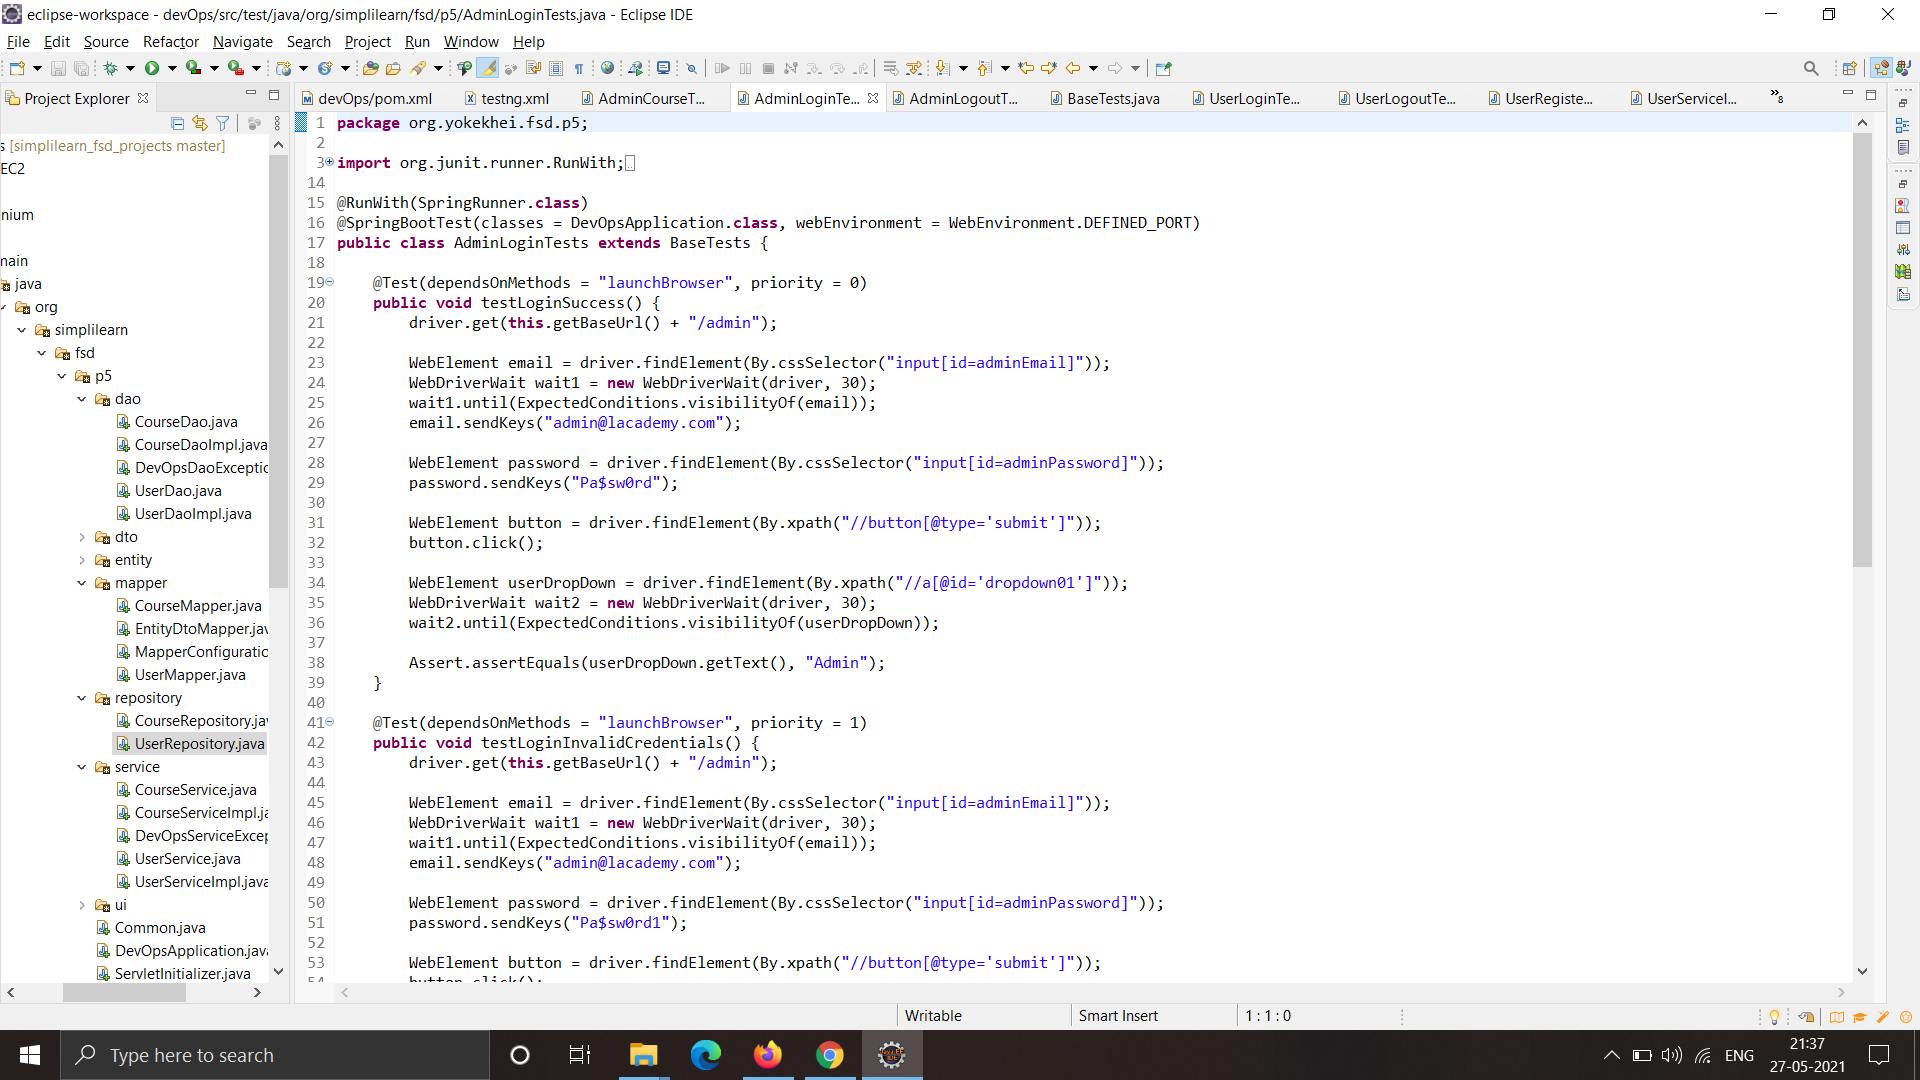 eclipse-workspace - devOps/src/test/java/org/simplilearn/fsd/p5/AdminLoginTests.java - Eclipse IDE
File Edit Source Refactor Navigate Search Project Run Window Help
Project Explorer
devOps/pom.xml testng.xml AdminCourseT... AdminLoginTe... AdminLogoutT... BaseTests.java UserLoginTe... UserLogoutTe... UserRegiste... UserServiceI... »8
s [simplilearn_fsd_projects master]
EC2
nium
main
java
org
simplilearn
fsd
p5
dao
CourseDao.java
CourseDaoImpl.java
DevOpsDaoExceptic
UserDao.java
UserDaoImpl.java
dto
entity
mapper
CourseMapper.java
EntityDtoMapper.jav
MapperConfiguratic
UserMapper.java
repository
CourseRepository.jav
UserRepository.java
service
CourseService.java
CourseServiceImpl.ja
DevOpsServiceExcep
UserService.java
UserServiceImpl.java
ui
Common.java
DevOpsApplication.java
ServletInitializer.java
1 package org.yokekhei.fsd.p5;
2
3 import org.junit.runner.RunWith;
14
15 @RunWith(SpringRunner.class)
16 @SpringBootTest(classes = DevOpsApplication.class, webEnvironment = WebEnvironment.DEFINED_PORT)
17 public class AdminLoginTests extends BaseTests {
18
19 @Test(dependsOnMethods = "launchBrowser", priority = 0)
20 public void testLoginSuccess() {
21 driver.get(this.getBaseUrl() + "/admin");
22
23 WebElement email = driver.findElement(By.cssSelector("input[id=adminEmail]"));
24 WebDriverWait wait1 = new WebDriverWait(driver, 30);
25 wait1.until(ExpectedConditions.visibilityOf(email));
26 email.sendKeys("admin@lacademy.com");
27
28 WebElement password = driver.findElement(By.cssSelector("input[id=adminPassword]"));
29 password.sendKeys("Pa$sw0rd");
30
31 WebElement button = driver.findElement(By.xpath("//button[@type='submit']"));
32 button.click();
33
34 WebElement userDropDown = driver.findElement(By.xpath("//a[@id='dropdown01']"));
35 WebDriverWait wait2 = new WebDriverWait(driver, 30);
36 wait2.until(ExpectedConditions.visibilityOf(userDropDown));
37
38 Assert.assertEquals(userDropDown.getText(), "Admin");
39 }
40
41 @Test(dependsOnMethods = "launchBrowser", priority = 1)
42 public void testLoginInvalidCredentials() {
43 driver.get(this.getBaseUrl() + "/admin");
44
45 WebElement email = driver.findElement(By.cssSelector("input[id=adminEmail]"));
46 WebDriverWait wait1 = new WebDriverWait(driver, 30);
47 wait1.until(ExpectedConditions.visibilityOf(email));
48 email.sendKeys("admin@lacademy.com");
49
50 WebElement password = driver.findElement(By.cssSelector("input[id=adminPassword]"));
51 password.sendKeys("Pa$sw0rd1");
52
53 WebElement button = driver.findElement(By.xpath("//button[@type='submit']"));
54 button.click();
Writable Smart Insert 1 : 1 : 0
Type here to search
ENG
21:37
27-05-2021